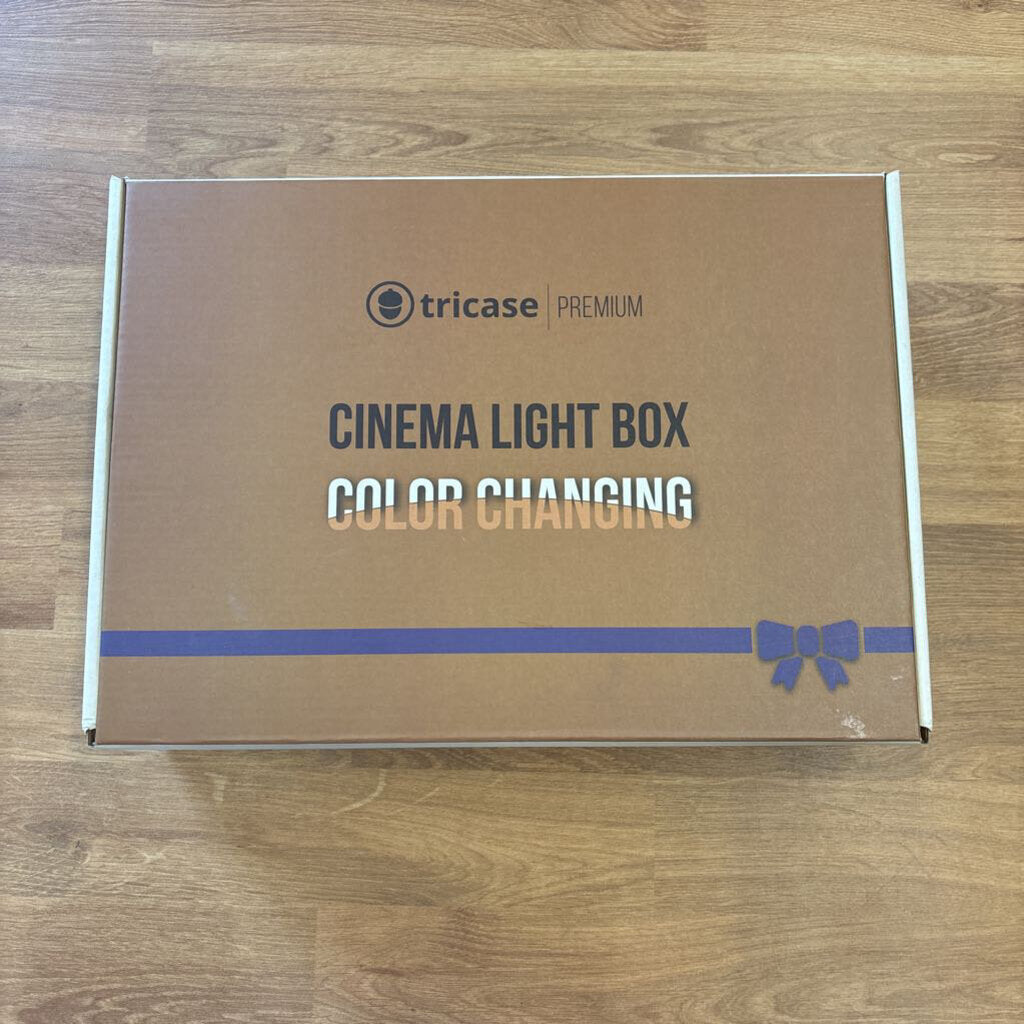 tricase PREMIUM
CINEMA LIGHT BOX
COLOR CHANGING